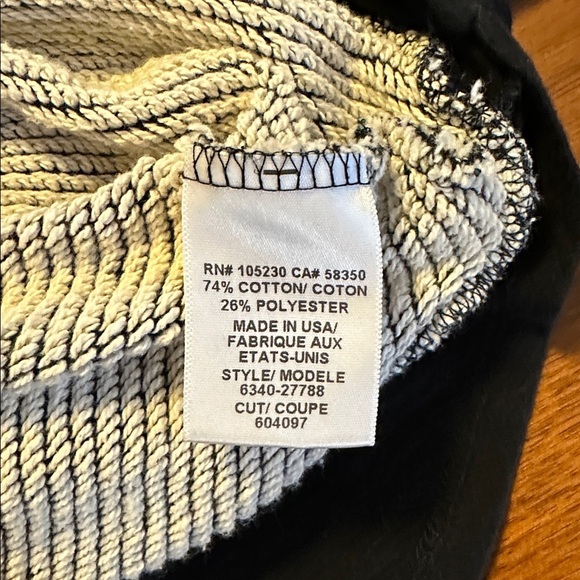 RN# 105230 CA# 58350
74% COTTON/ COTON
26% POLYESTER
MADE IN USA/
FABRIQUE AUX
ETATS-UNIS
STYLE/ MODELE
6340-27788
CUT/ COUPE
604097